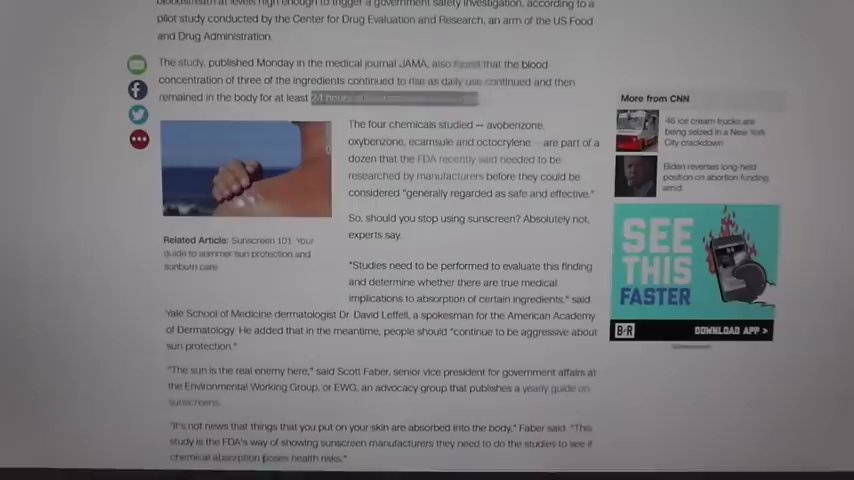 bloodstream at levels high enough to trigger a government safety investigation, according to a
pilot study conducted by the Center for Drug Evaluation and Research, an arm of the US Food
and Drug Administration.
The study, published Monday in the medical journal JAMA, also found that the blood
concentration of three of the ingredients continued to rise as daily use continued and then
remained in the body for at least 24 hours
The four chemicals studied -- avobenzone,
oxybenzone, ecamsule and octocrylene -- are part of a
dozen that the FDA recently said needed to be
researched by manufacturers before they could be
considered "generally regarded as safe and effective."
So, should you stop using sunscreen? Absolutely not,
experts say.
Related Article: Sunscreen 101: Your
guide to summer sun protection and
sunburn care
"Studies need to be performed to evaluate this finding
and determine whether there are true medical
implications to absorption of certain ingredients," said
Yale School of Medicine dermatologist Dr. David Leffell, a spokesman for the American Academy
of Dermatology. He added that in the meantime, people should "continue to be aggressive about
sun protection."
"The sun is the real enemy here," said Scott Faber, senior vice president for government affairs at
the Environmental Working Group, or EWG, an advocacy group that publishes a yearly guide on
sunscreens.
"It's not news that things that you put on your skin are absorbed into the body," Faber said. "This
study is the FDA's way of showing sunscreen manufacturers they need to do the studies to see if
chemical absorption poses health risks."
More from CNN
46 ice cream trucks are
being seized in a New York
City crackdown
Biden reverses long-held
position on abortion funding
amid
SEE
THIS
FASTER
B/R
DOWNLOAD APP >